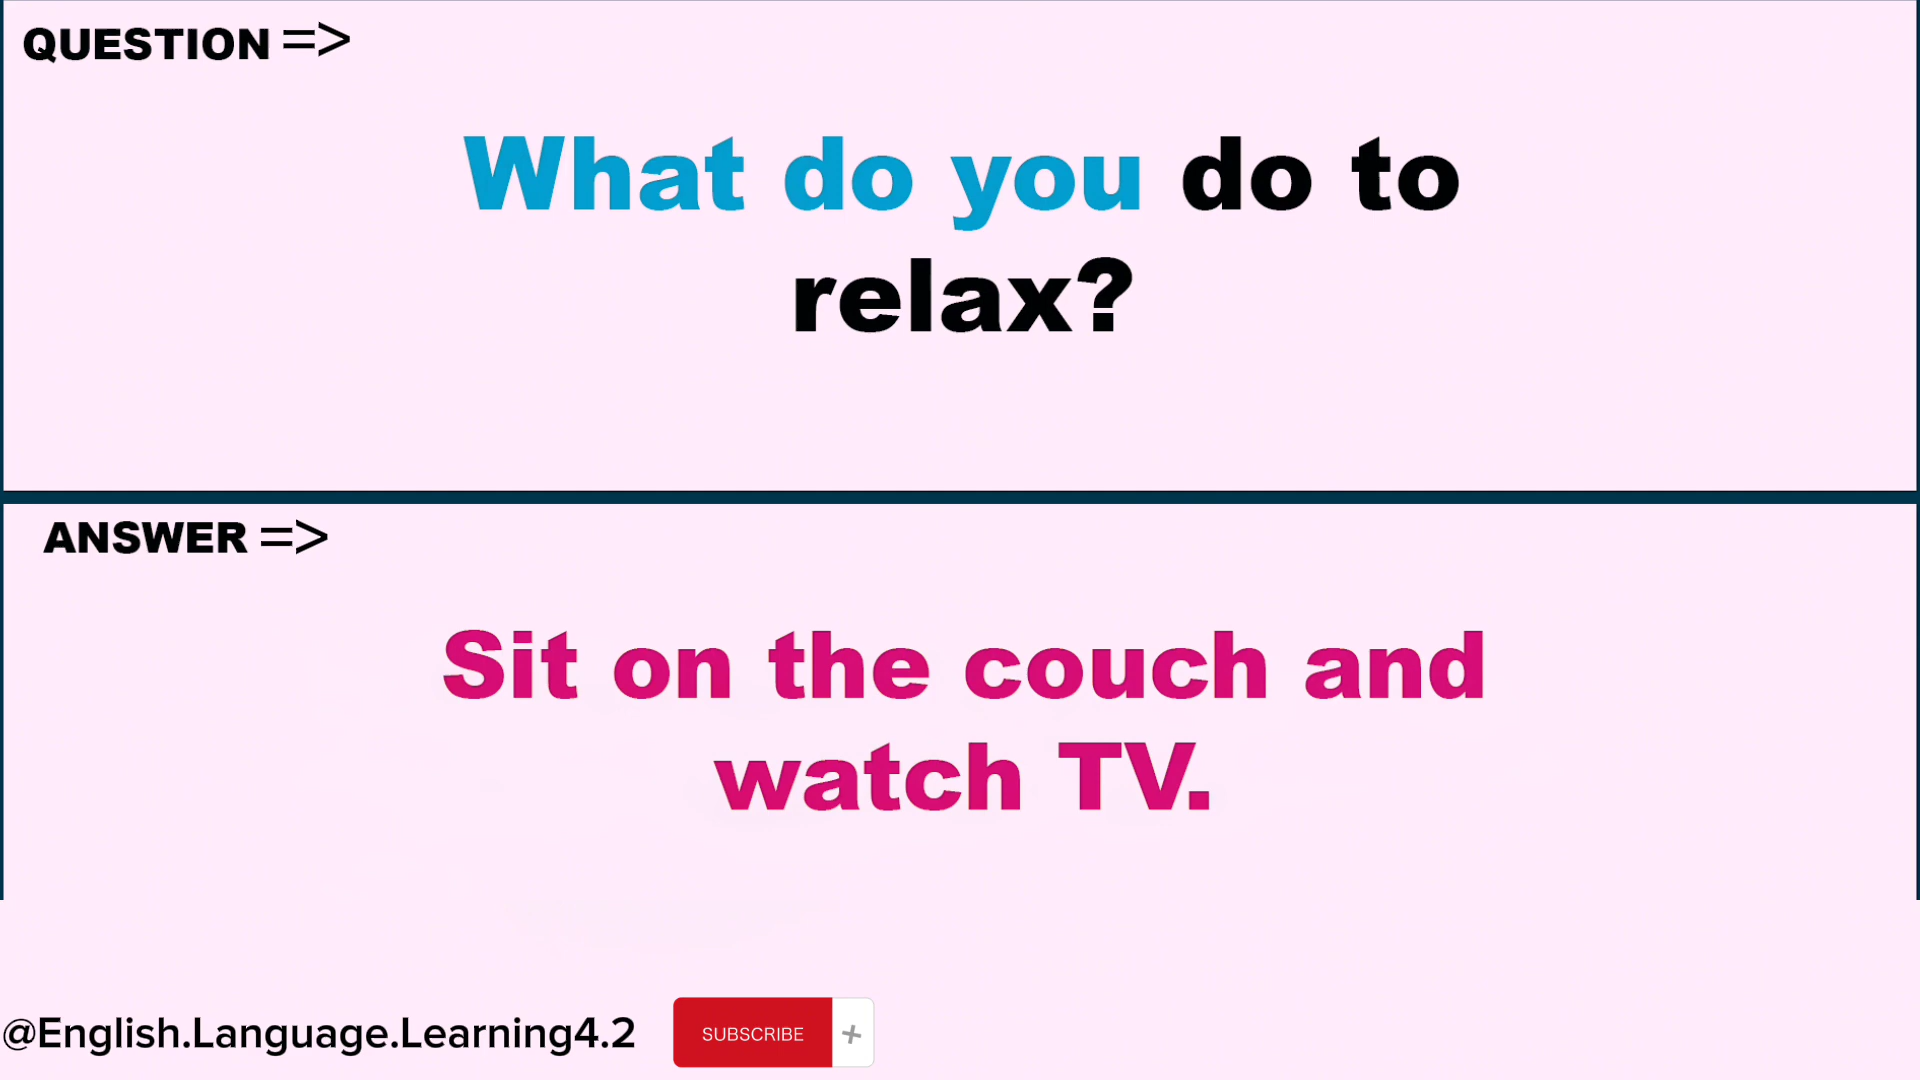 QUESTION =>
What do you do to
relax?
ANSWER =>
Sit on the couch and
watch TV.
@English.Language.Learning4.2
SUBSCRIBE +